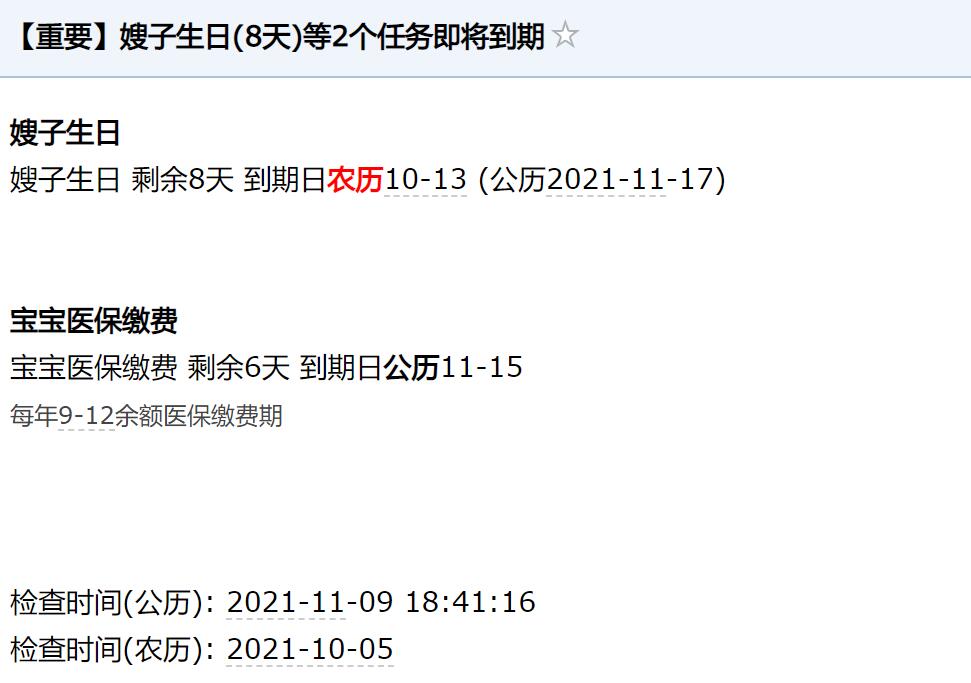 【重要】嫂子生日(8天)等2个任务即将到期
嫂子生日
嫂子生日 剩余8天 到期日农历10-13 (公历2021-11-17)
宝宝医保缴费
宝宝医保缴费 剩余6天 到期日公历11-15
每年9-12余额医保缴费期
检查时间(公历): 2021-11-09 18:41:16
检查时间(农历): 2021-10-05